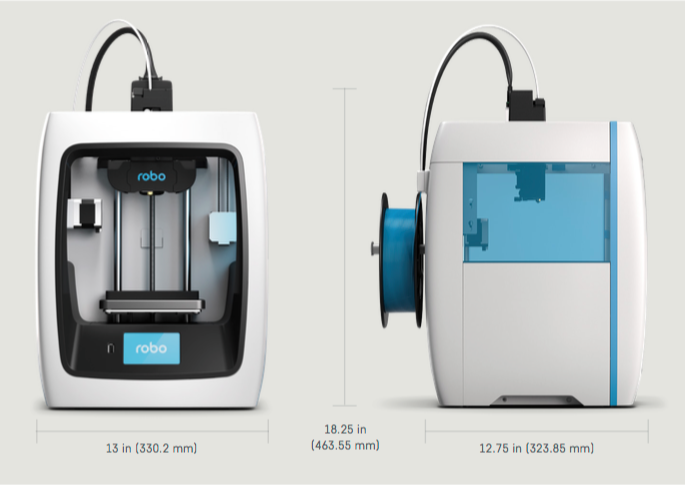 robo
robo
18.25 in
(463.55 mm)
13 in (330.2 mm)
12.75 in (323.85 mm)